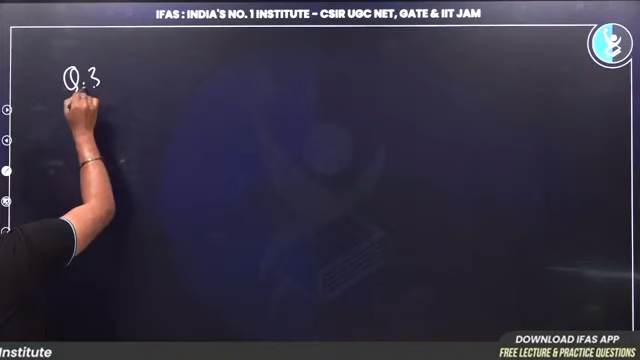 IFAS : INDIA'S NO. 1 INSTITUTE - CSIR UGC NET, GATE & IIT JAM
Q.3
Institute
DOWNLOAD IFAS APP
FREE LECTURE & PRACTICE QUESTIONS